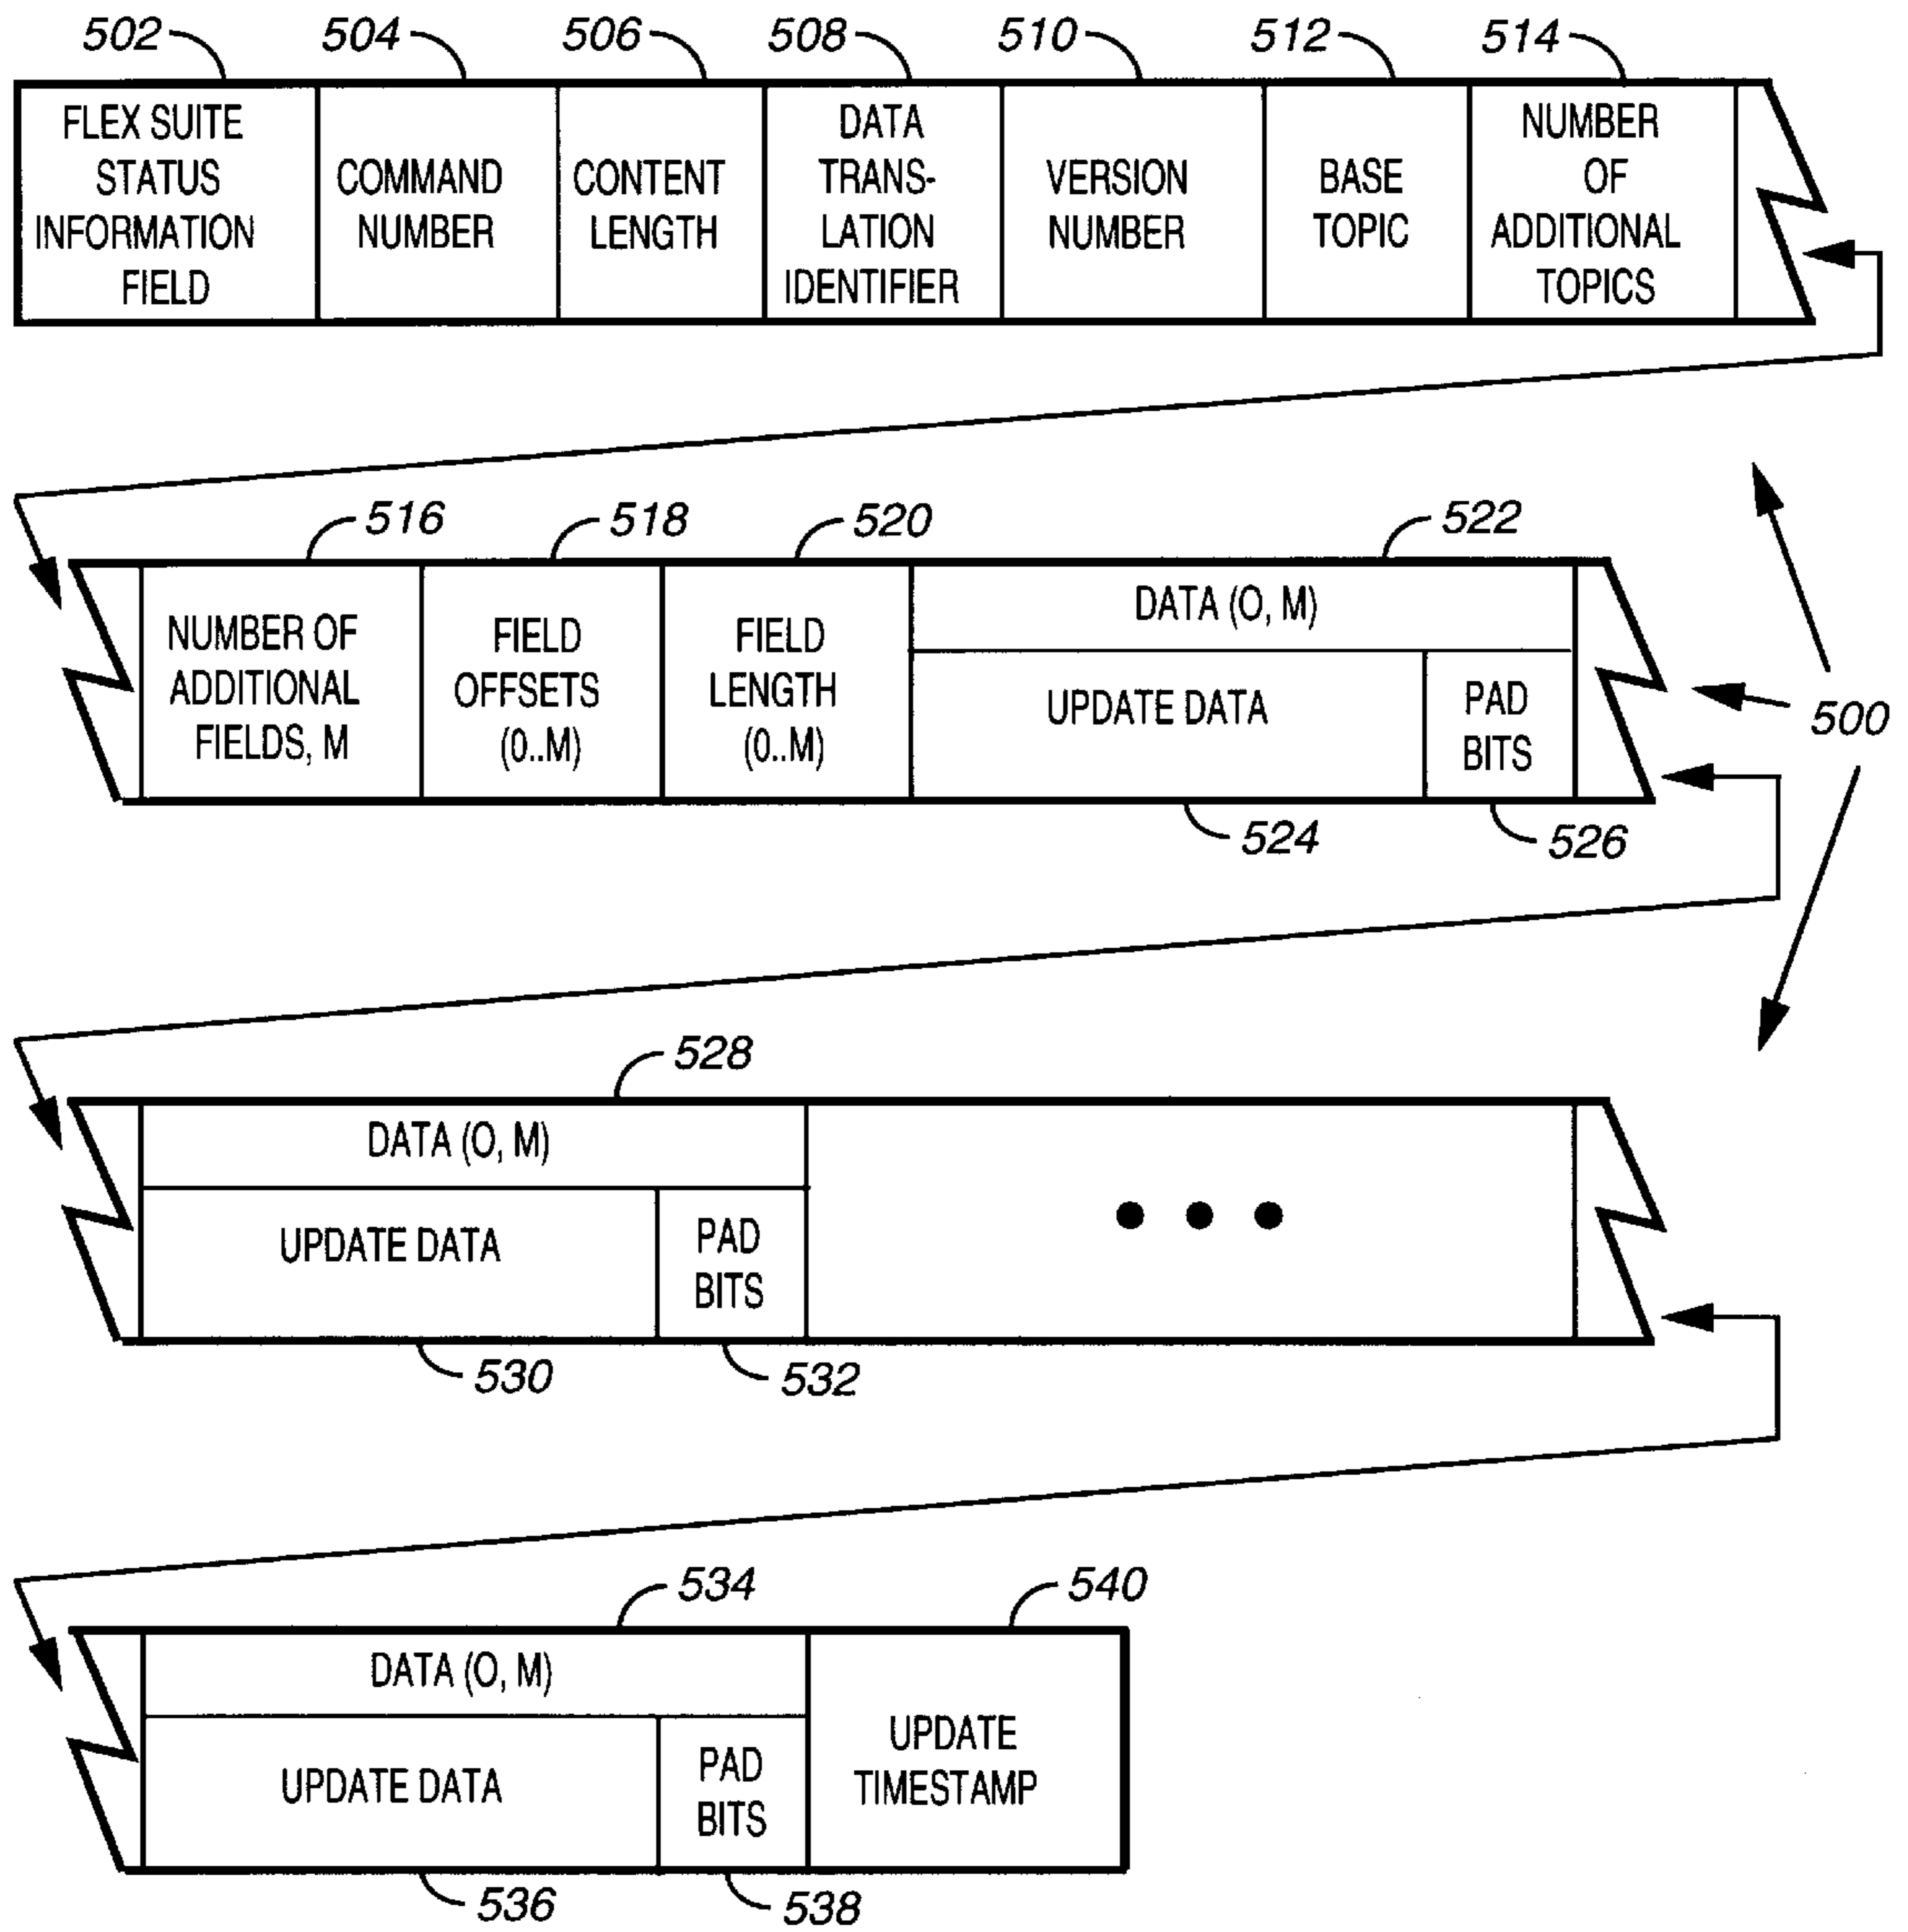 502 504 506 508 510 512 514
FLEX SUITE
STATUS
INFORMATION
FIELD
COMMAND
NUMBER
CONTENT
LENGTH
DATA
TRANS-
LATION
IDENTIFIER
VERSION
NUMBER
BASE
TOPIC
NUMBER
OF
ADDITIONAL
TOPICS
516 518 520 522
NUMBER OF
ADDITIONAL
FIELDS, M
FIELD
OFFSETS
(0..M)
FIELD
LENGTH
(0..M)
DATA (O, M)
UPDATE DATA
PAD
BITS
500
524 526
528
DATA (O, M)
UPDATE DATA
PAD
BITS
530 532
534 540
DATA (O, M)
UPDATE DATA
PAD
BITS
UPDATE
TIMESTAMP
536 538